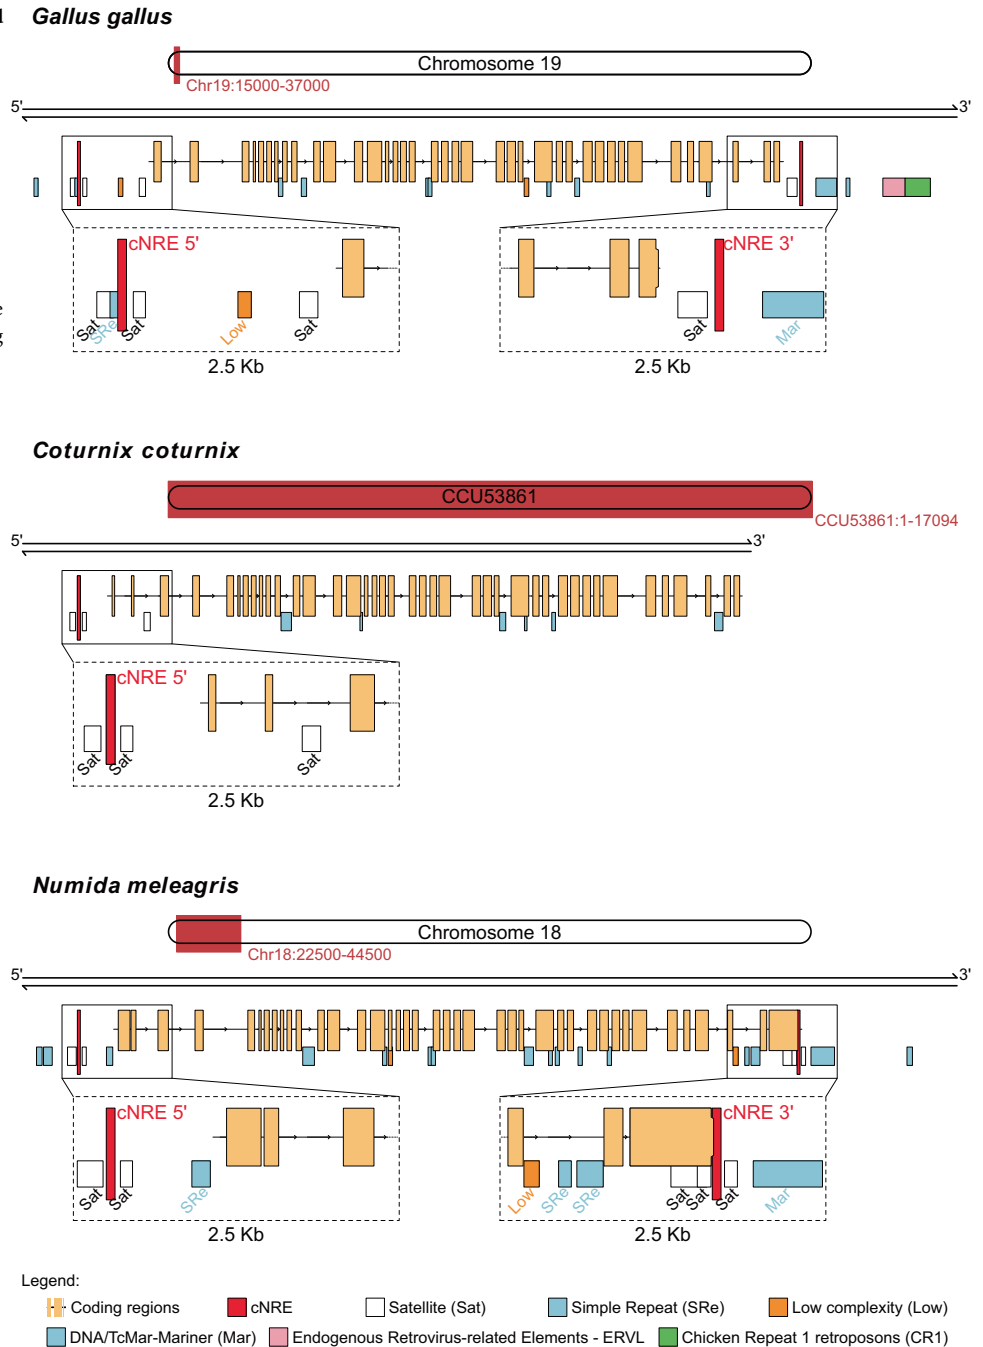 d
Gallus gallus
Chromosome 19
Chr19:15000-37000
5' 3'
cNRE 5' cNRE 3'
e
g
Sat SRe Sat Low Sat Sat Mar
2.5 Kb 2.5 Kb
Coturnix coturnix
CCU53861
CCU53861:1-17094
5' 3'
cNRE 5'
Sat Sat Sat
2.5 Kb
Numida meleagris
Chromosome 18
Chr18:22500-44500
5' 3'
cNRE 5' cNRE 3'
Sat Sat SRe Low SRe SRe Sat Sat Sat Mar
2.5 Kb 2.5 Kb
Legend:
Coding regions cNRE Satellite (Sat) Simple Repeat (SRe) Low complexity (Low)
DNA/TcMar-Mariner (Mar) Endogenous Retrovirus-related Elements - ERVL Chicken Repeat 1 retroposons (CR1)